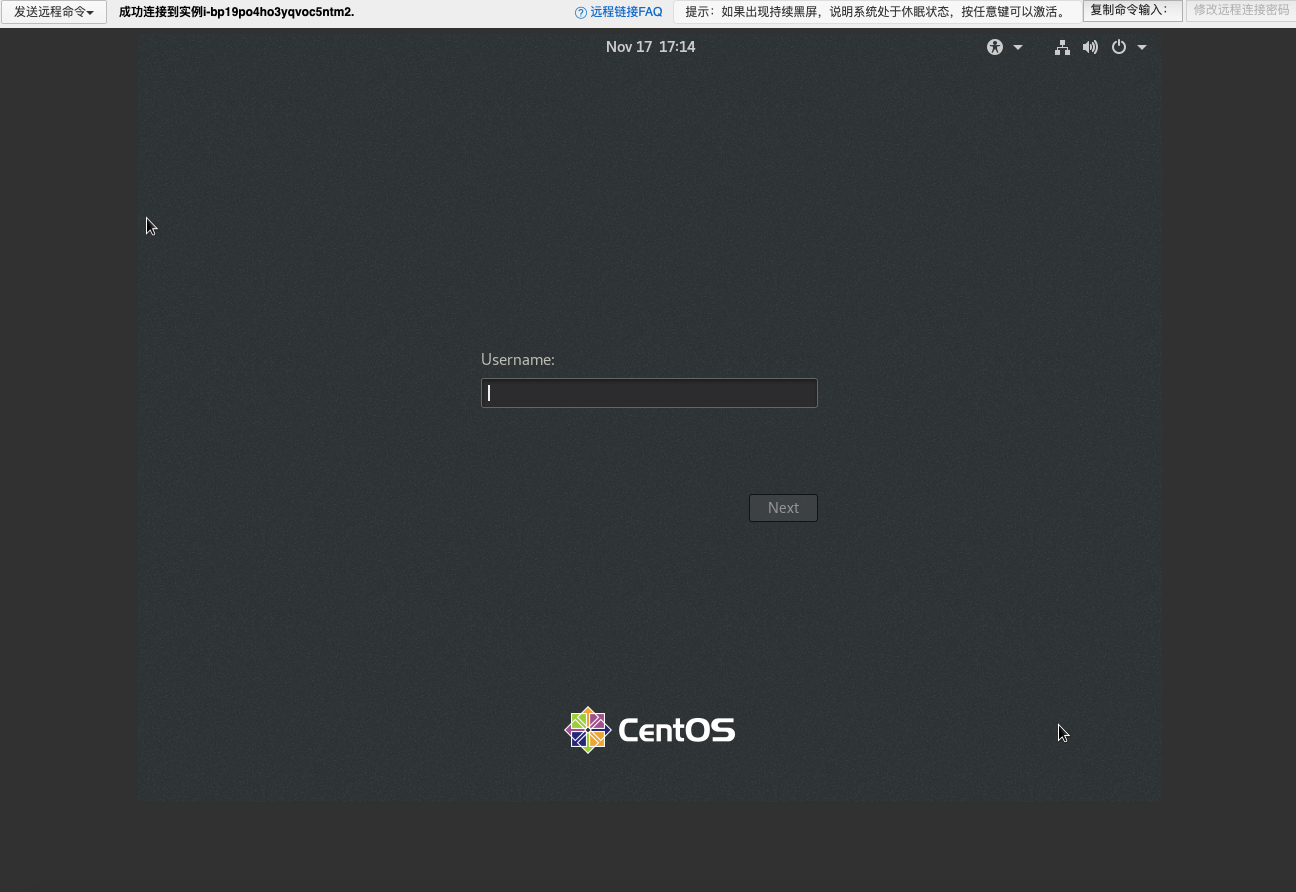 发送远程命令
成功连接到实例i-bp19po4ho3yqvoc5ntm2.
远程链接FAQ
提示：如果出现持续黑屏，说明系统处于休眠状态，按任意键可以激活。
复制命令输入：
修改远程连接密码
Nov 17 17:14
Username:
Next
CentOS